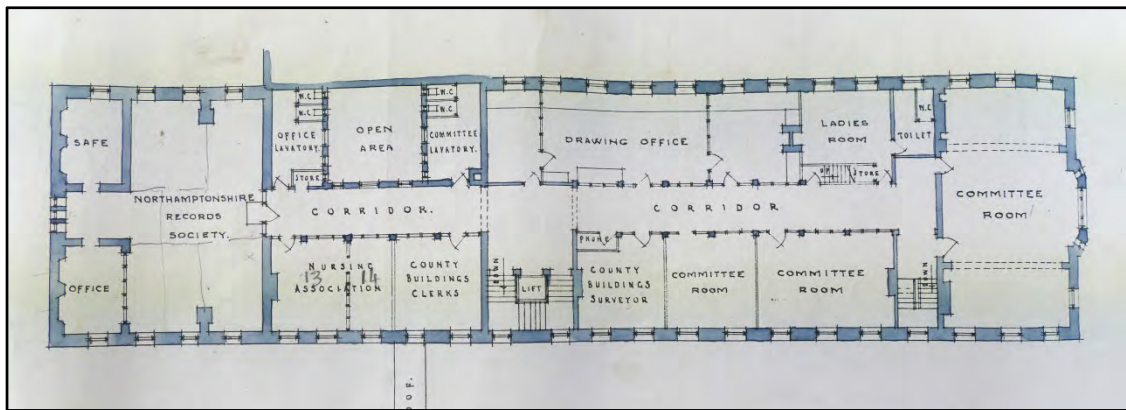 SAFE
NORTHAMPTONSHIRE
RECORDS
SOCIETY.
OFFICE
W.C
W.C
OFFICE
LAVATORY.
STORE
OPEN
AREA
W.C
W.C
COMMITTEE
LAVATORY.
CORRIDOR.
NURSING
ASSOCIATION
13 14
COUNTY
BUILDINGS
CLERKS
DOWN
LIFT
DRAWING OFFICE
CORRIDOR
PHONE
COUNTY
BUILDINGS
SURVEYOR
COMMITTEE
ROOM
COMMITTEE
ROOM
LADIES
ROOM
UP
STORE
W.C
TOILET
DOWN
COMMITTEE
ROOM
OOF.